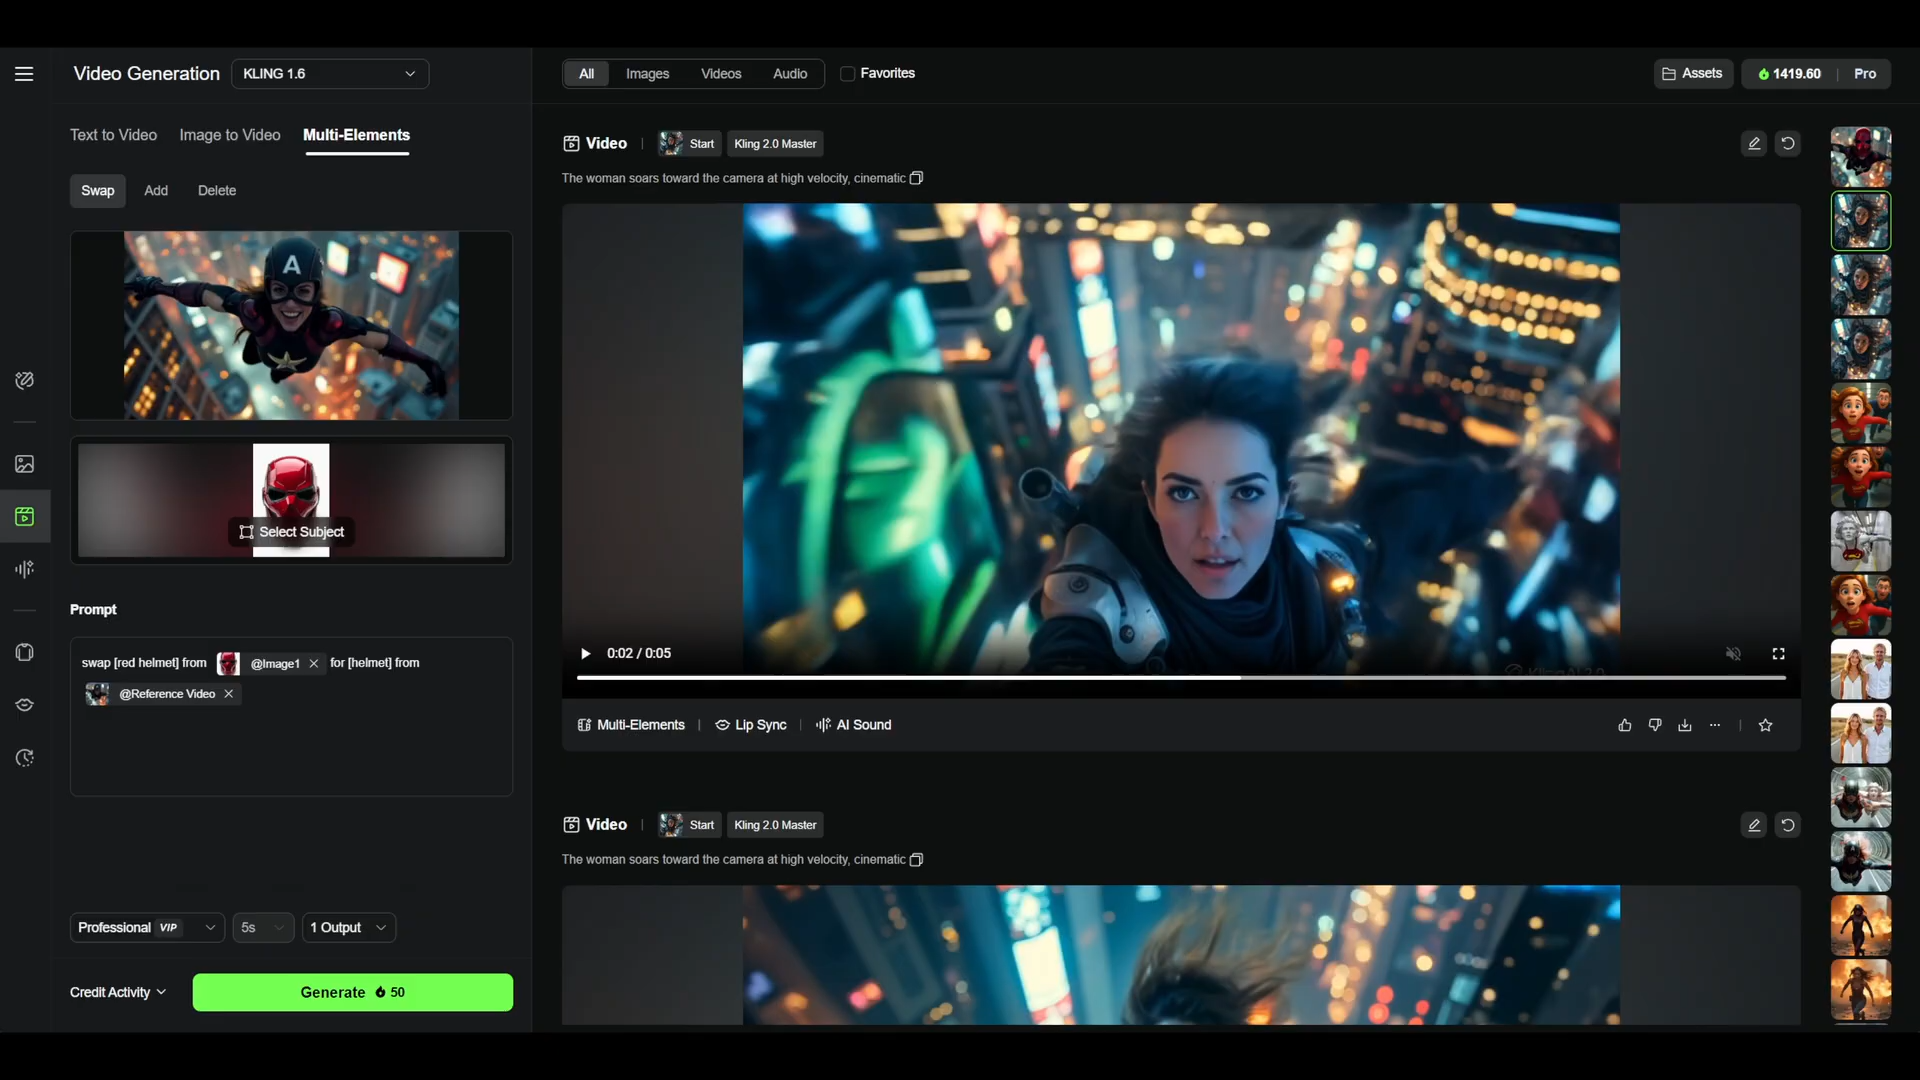 Video Generation
KLING 1.6
Text to Video
Image to Video
Multi-Elements
Swap
Add
Delete
A
Select Subject
Prompt
swap [red helmet] from @Image1 for [helmet] from
@Reference Video
Professional VIP
5s
1 Output
Credit Activity
Generate 50
All
Images
Videos
Audio
Favorites
Assets
1419.60
Pro
Video
Start
Kling 2.0 Master
The woman soars toward the camera at high velocity, cinematic
0:02 / 0:05
KlingAI 2.0
Multi-Elements
Lip Sync
AI Sound
Video
Start
Kling 2.0 Master
The woman soars toward the camera at high velocity, cinematic